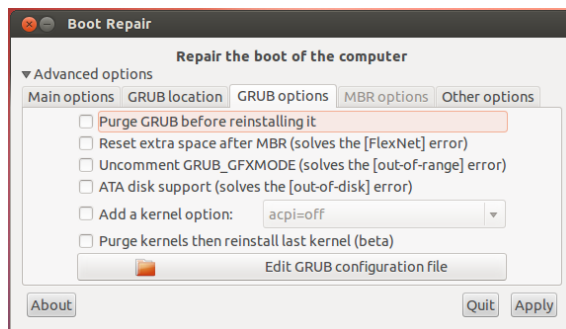 Boot Repair
Repair the boot of the computer
Advanced options
Main options GRUB location GRUB options MBR options Other options
Purge GRUB before reinstalling it
Reset extra space after MBR (solves the [FlexNet] error)
Uncomment GRUB_GFXMODE (solves the [out-of-range] error)
ATA disk support (solves the [out-of-disk] error)
Add a kernel option: acpi=off
Purge kernels then reinstall last kernel (beta)
Edit GRUB configuration file
About Quit Apply